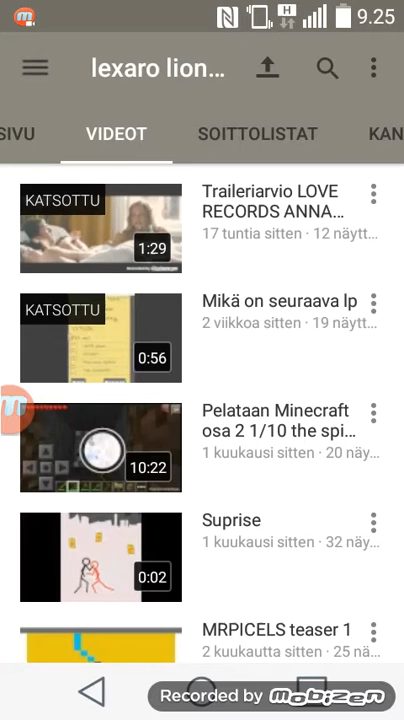 H
9.25
lexaro lion...
SIVU
VIDEOT
SOITTOLISTAT
KAN
KATSOTTU
1:29
Traileriarvio LOVE
RECORDS ANNA...
17 tuntia sitten · 12 näytt...
KATSOTTU
0:56
Mikä on seuraava lp
2 viikkoa sitten · 19 näytt...
10:22
Pelataan Minecraft
osa 2 1/10 the spi...
1 kuukausi sitten · 20 näy...
0:02
Suprise
1 kuukausi sitten · 32 näy...
MRPICELS teaser 1
2 kuukautta sitten · 25 nä...
Recorded by mobizen